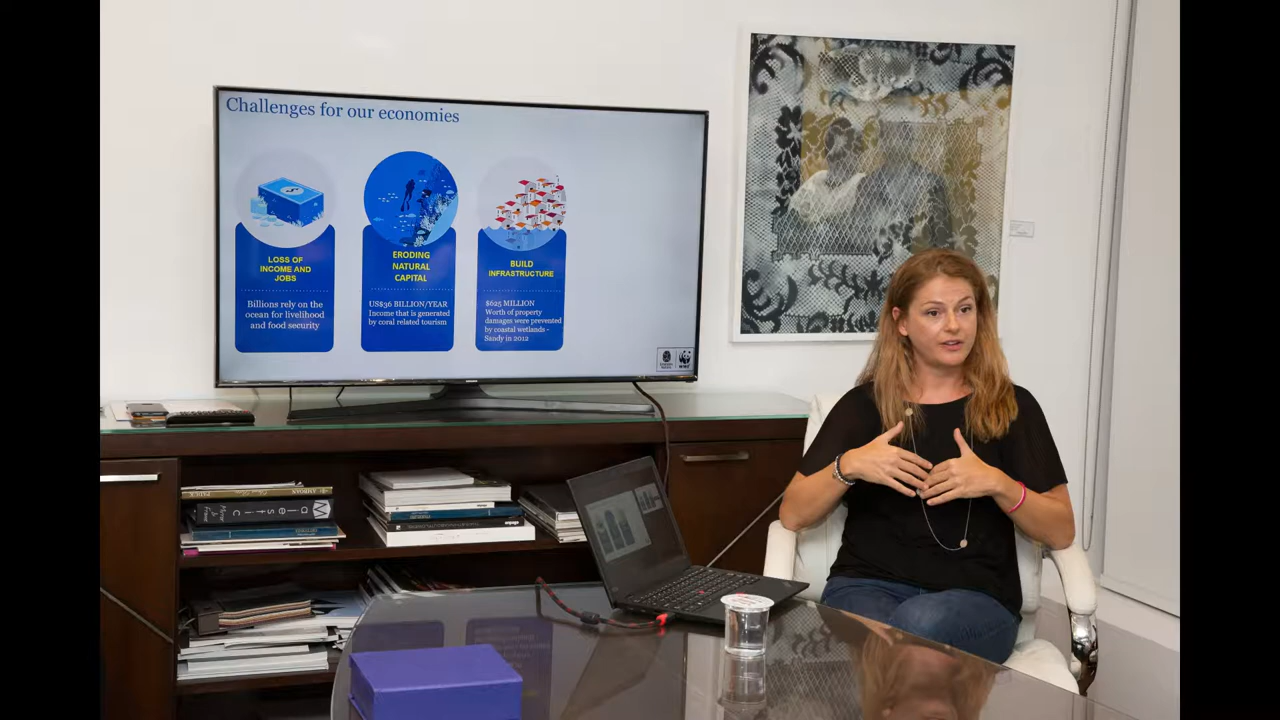 Challenges for our economies
LOSS OF
INCOME AND
JOBS
Billions rely on the
ocean for livelihood
and food security
ERODING
NATURAL
CAPITAL
US$36 BILLION/YEAR
Income that is generated
by coral related tourism
BUILD
INFRASTRUCTURE
$625 MILLION
Worth of property
damages were prevented
by coastal wetlands -
Sandy in 2012
WWF